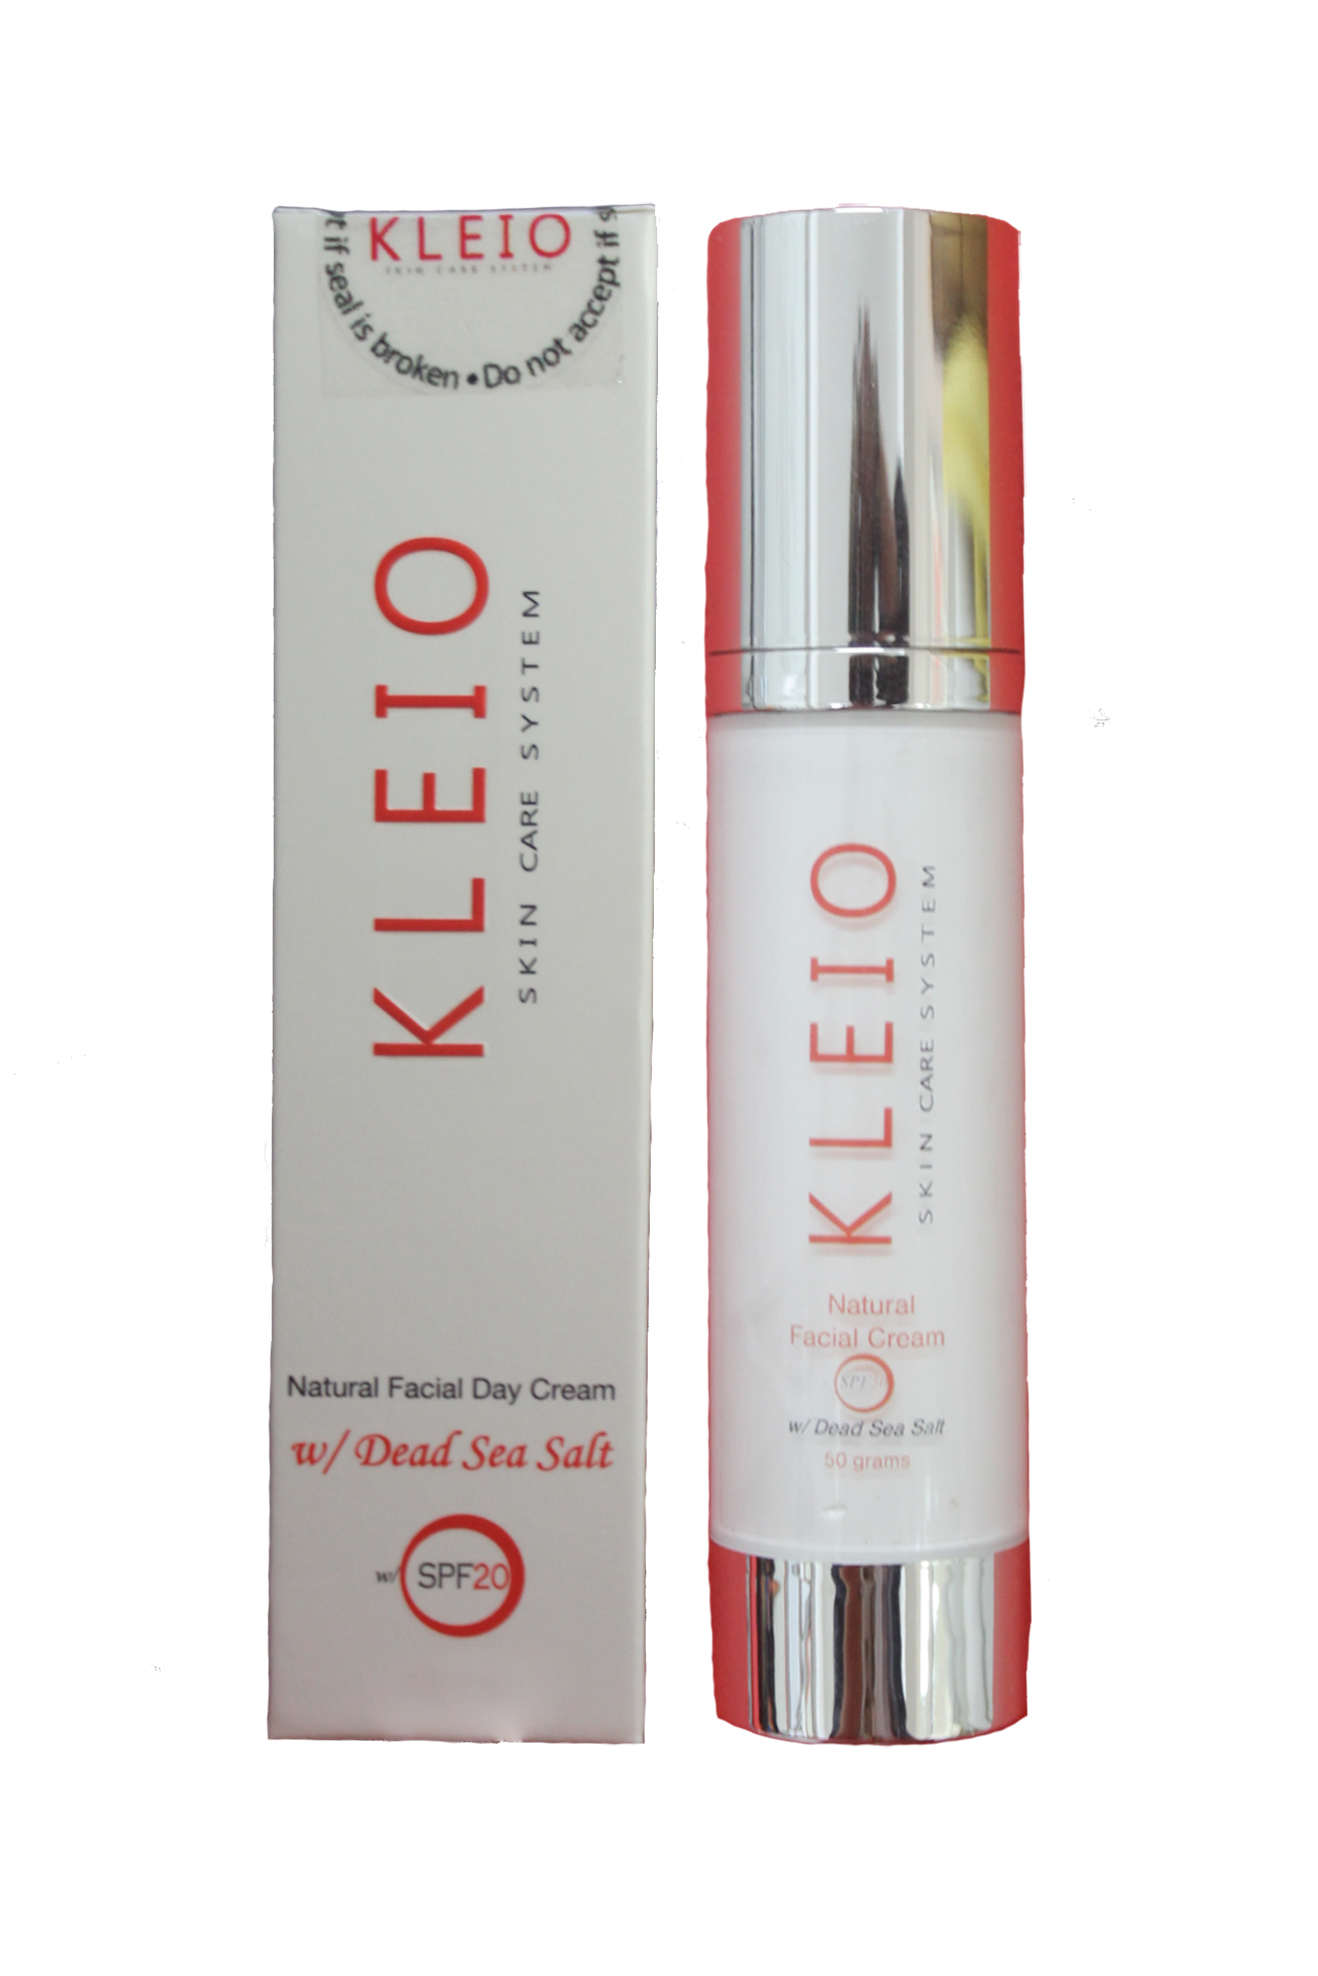 KLEIO
SKIN CARE SYSTEM
t if seal is broken • Do not accept if s
KLEIO
SKIN CARE SYSTEM
Natural Facial Day Cream
w/ Dead Sea Salt
w/ SPF20
KLEIO
SKIN CARE SYSTEM
Natural
Facial Cream
SPF
w/ Dead Sea Salt
50 grams